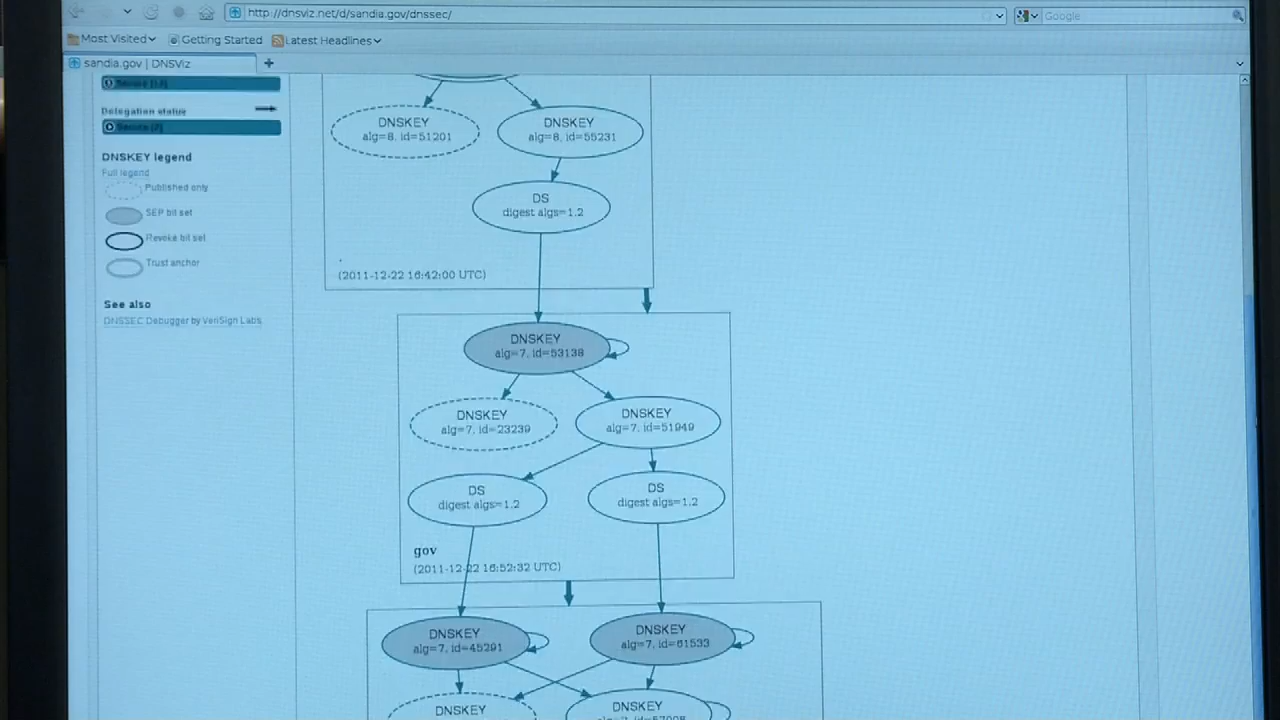 http://dnsviz.net/d/sandia.gov/dnssec/
Google
Most Visited
Getting Started
Latest Headlines
sandia.gov | DNSViz
Delegation status
DNSKEY legend
Full legend
Published only
SEP bit set
Revoke bit set
Trust anchor
See also
DNSSEC Debugger by VeriSign Labs
DNSKEY
alg=8, id=51201
DNSKEY
alg=8, id=55231
DS
digest algs=1,2
.
(2011-12-22 16:42:00 UTC)
DNSKEY
alg=7, id=53138
DNSKEY
alg=7, id=23239
DNSKEY
alg=7, id=51949
DS
digest algs=1,2
DS
digest algs=1,2
gov
(2011-12-22 16:52:32 UTC)
DNSKEY
alg=7, id=45291
DNSKEY
alg=7, id=61533
DNSKEY
DNSKEY